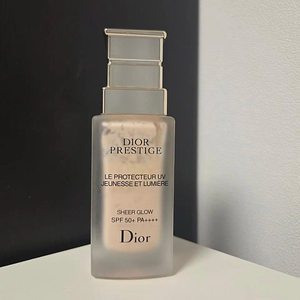 DIOR
PRESTIGE
LE PROTECTEUR UV
JEUNESSE ET LUMIÈRE
SHEER GLOW
SPF 50+ PA++++
Dior